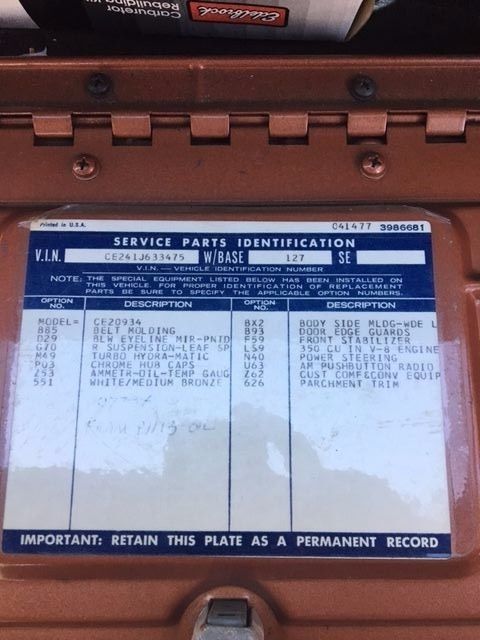 Carburetor
Rebuilding
Edelbrock
Printed in U.S.A.
041477 3986681
SERVICE PARTS IDENTIFICATION
V.I.N. CE241J633475 W/BASE 127 SE
V.I.N. — VEHICLE IDENTIFICATION NUMBER
NOTE: THE SPECIAL EQUIPMENT LISTED BELOW HAS BEEN INSTALLED ON
THIS VEHICLE. FOR PROPER IDENTIFICATION OF REPLACEMENT
PARTS BE SURE TO SPECIFY THE APPLICABLE OPTION NUMBERS.
OPTION NO. DESCRIPTION OPTION NO. DESCRIPTION
MODEL= CE20934 BX2 BODY SIDE MLDG-WDE L
B85 BELT MOLDING B93 DOOR EDGE GUARDS
D29 BLW EYELINE MIR-PNTD F59 FRONT STABILIZER
G70 R SUSPENSION-LEAF SP LS9 350 CU IN V-8 ENGINE
M49 TURBO HYDRA-MATIC N40 POWER STEERING
P03 CHROME HUB CAPS U63 AM PUSHBUTTON RADIO
Z53 AMMETR-OIL-TEMP GAUG Z62 CUST COMF&CONV EQUIP
551 WHITE/MEDIUM BRONZE 626 PARCHMENT TRIM
IMPORTANT: RETAIN THIS PLATE AS A PERMANENT RECORD